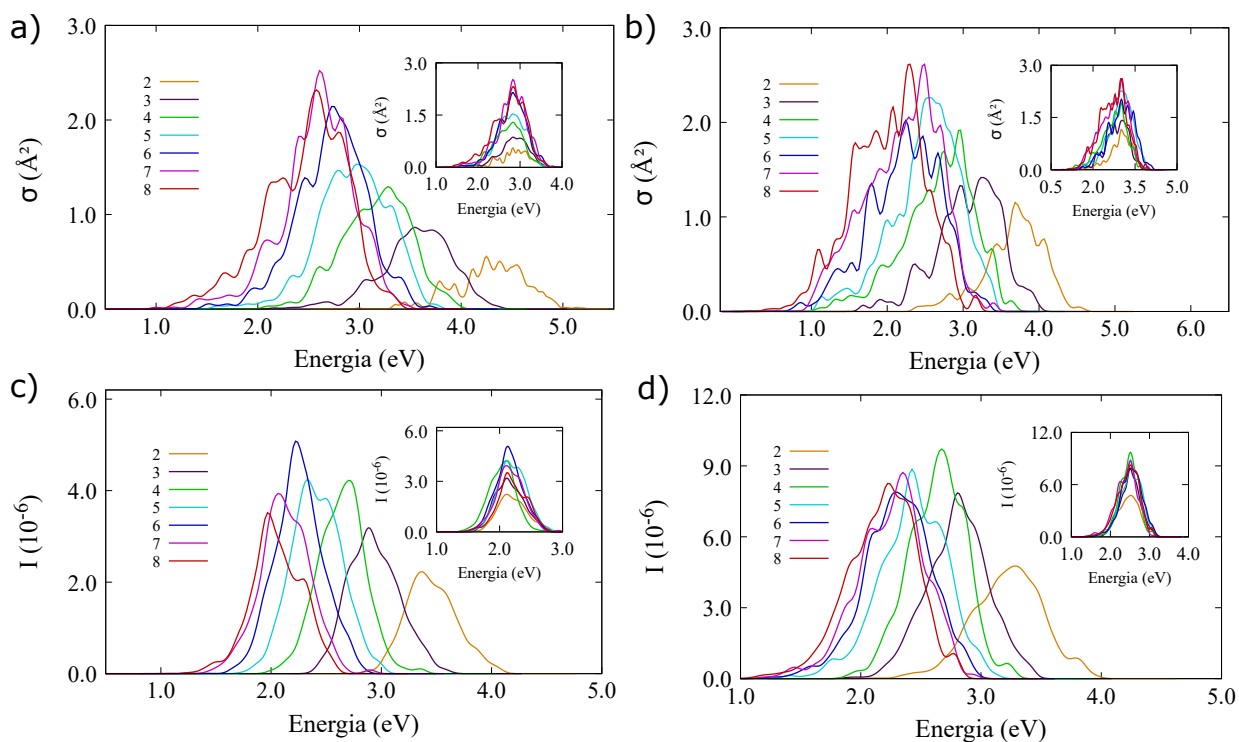 a)
σ (Å²)
3.0
2.0
1.0
0.0
1.0 2.0 3.0 4.0 5.0
Energia (eV)
2
3
4
5
6
7
8
σ (Å²)
3.0
1.5
0.0
1.0 2.0 3.0 4.0
Energia (eV)
b)
σ (Å²)
3.0
2.0
1.0
0.0
1.0 2.0 3.0 4.0 5.0 6.0
Energia (eV)
2
3
4
5
6
7
8
σ (Å²)
3.0
1.5
0.0
0.5 2.0 3.5 5.0
Energia (eV)
c)
I (10⁻⁶)
6.0
4.0
2.0
0.0
1.0 2.0 3.0 4.0 5.0
Energia (eV)
2
3
4
5
6
7
8
I (10⁻⁶)
6.0
3.0
0.0
1.0 2.0 3.0
Energia (eV)
d)
I (10⁻⁶)
12.0
9.0
6.0
3.0
0.0
1.0 2.0 3.0 4.0 5.0
Energia (eV)
2
3
4
5
6
7
8
I (10⁻⁶)
12.0
6.0
0.0
1.0 2.0 3.0 4.0
Energia (eV)